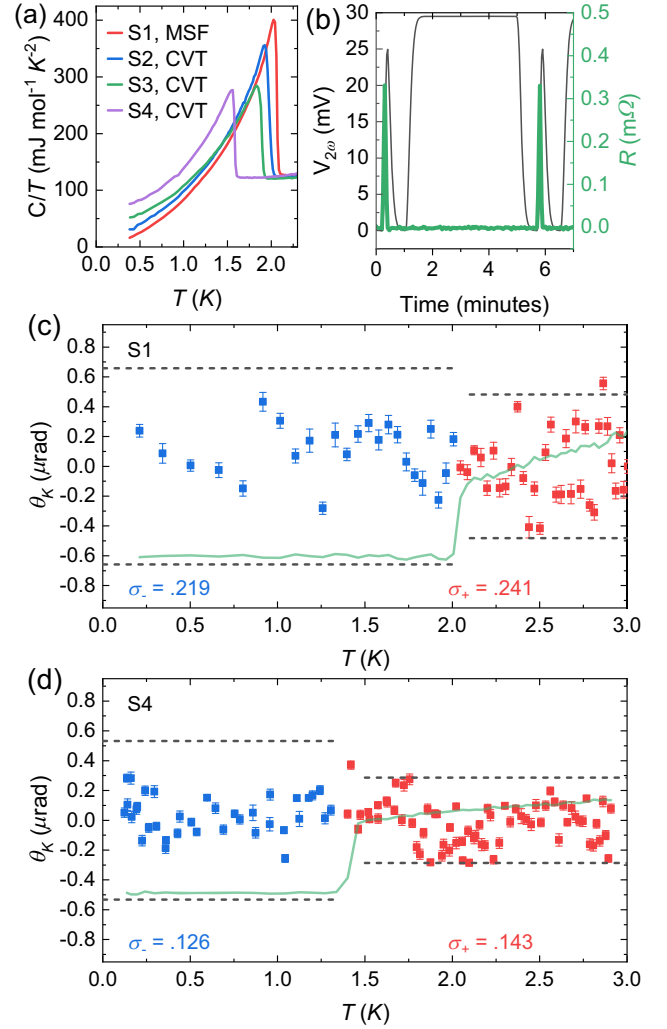 (a)
400
300
200
100
0
C/T (mJ mol⁻¹ K⁻²)
S1, MSF
S2, CVT
S3, CVT
S4, CVT
0.0 0.5 1.0 1.5 2.0
T (K)
(b)
30
25
20
15
10
5
0
V2ω (mV)
0.5
0.4
0.3
0.2
0.1
0.0
R (mΩ)
0 2 4 6
Time (minutes)
(c)
S1
0.8
0.6
0.4
0.2
0.0
-0.2
-0.4
-0.6
-0.8
θK (μrad)
σ- = .219 σ+ = .241
0.0 0.5 1.0 1.5 2.0 2.5 3.0
T (K)
(d)
S4
0.8
0.6
0.4
0.2
0.0
-0.2
-0.4
-0.6
-0.8
θK (μrad)
σ- = .126 σ+ = .143
0.0 0.5 1.0 1.5 2.0 2.5 3.0
T (K)